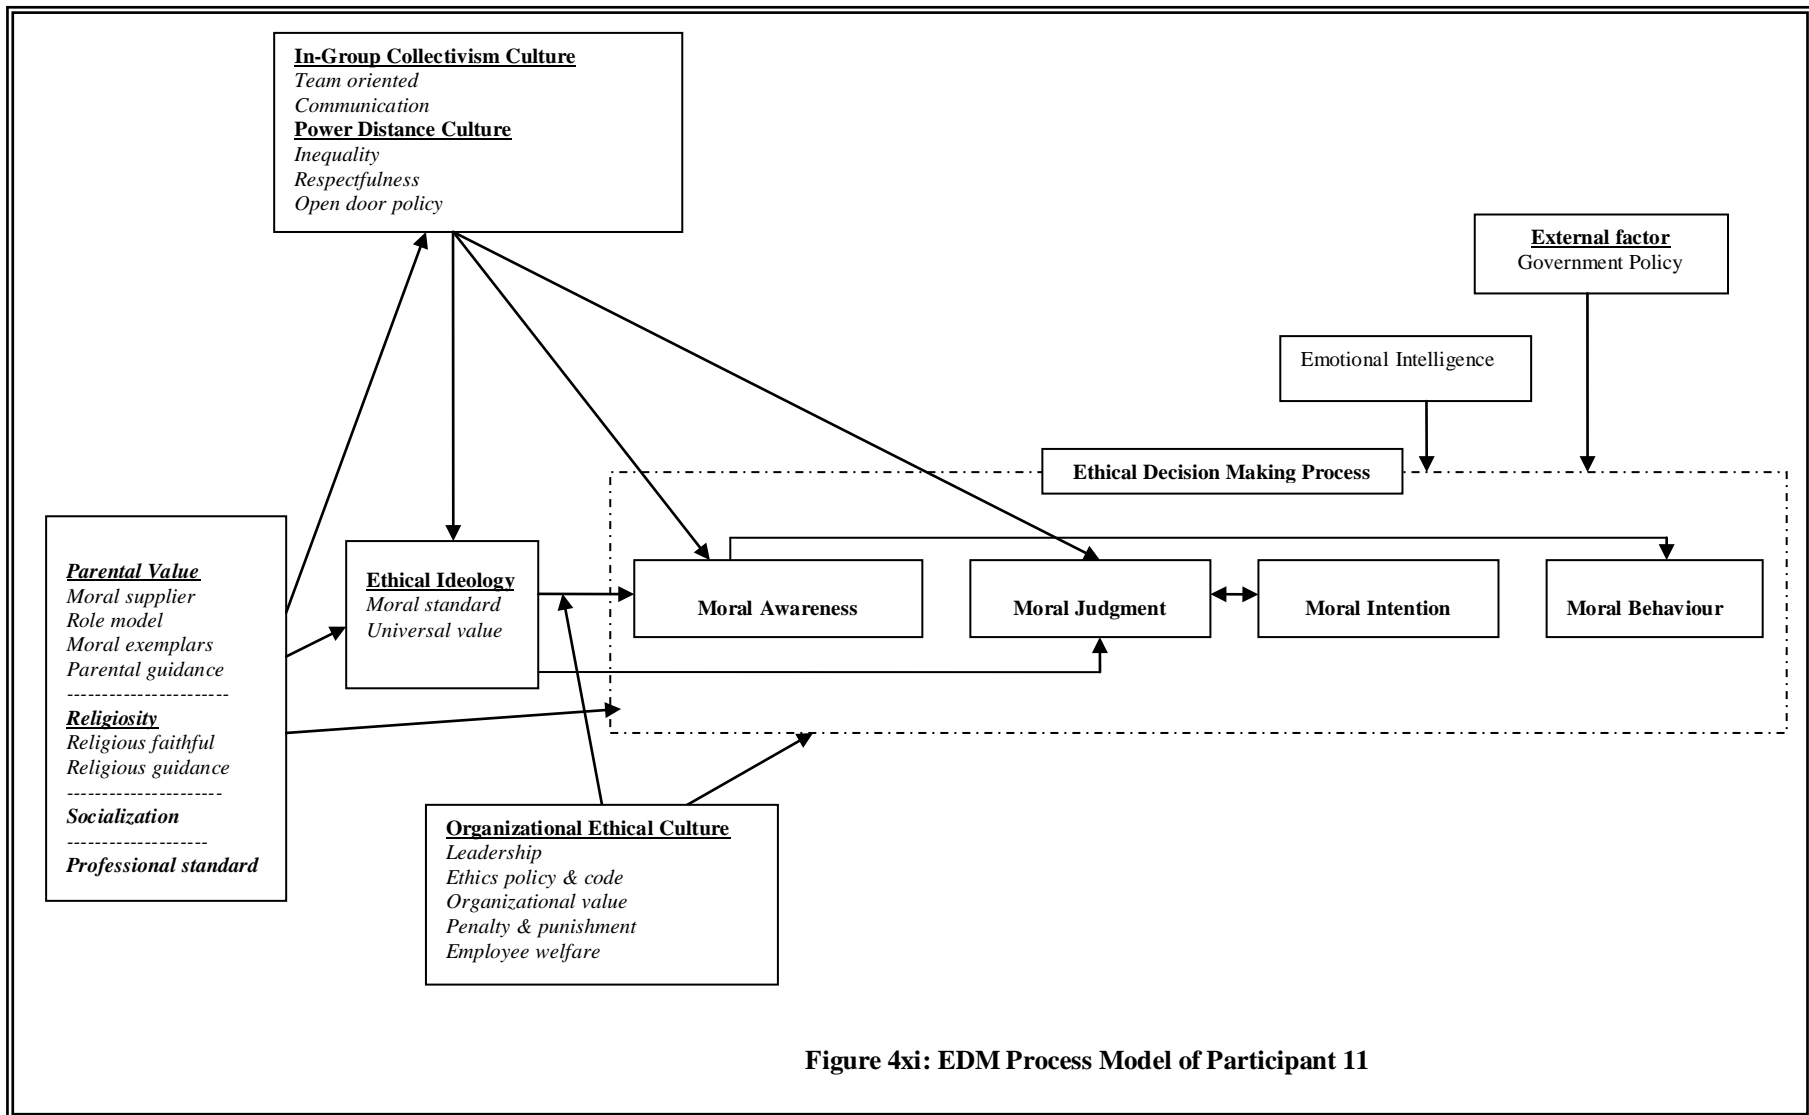 In-Group Collectivism Culture
Team oriented
Communication
Power Distance Culture
Inequality
Respectfulness
Open door policy
External factor
Government Policy
Emotional Intelligence
Ethical Decision Making Process
Parental Value
Moral supplier
Role model
Moral exemplars
Parental guidance
-----------------------
Religiosity
Religious faithful
Religious guidance
----------------------
Socialization
--------------------
Professional standard
Ethical Ideology
Moral standard
Universal value
Moral Awareness
Moral Judgment
Moral Intention
Moral Behaviour
Organizational Ethical Culture
Leadership
Ethics policy & code
Organizational value
Penalty & punishment
Employee welfare
Figure 4xi: EDM Process Model of Participant 11